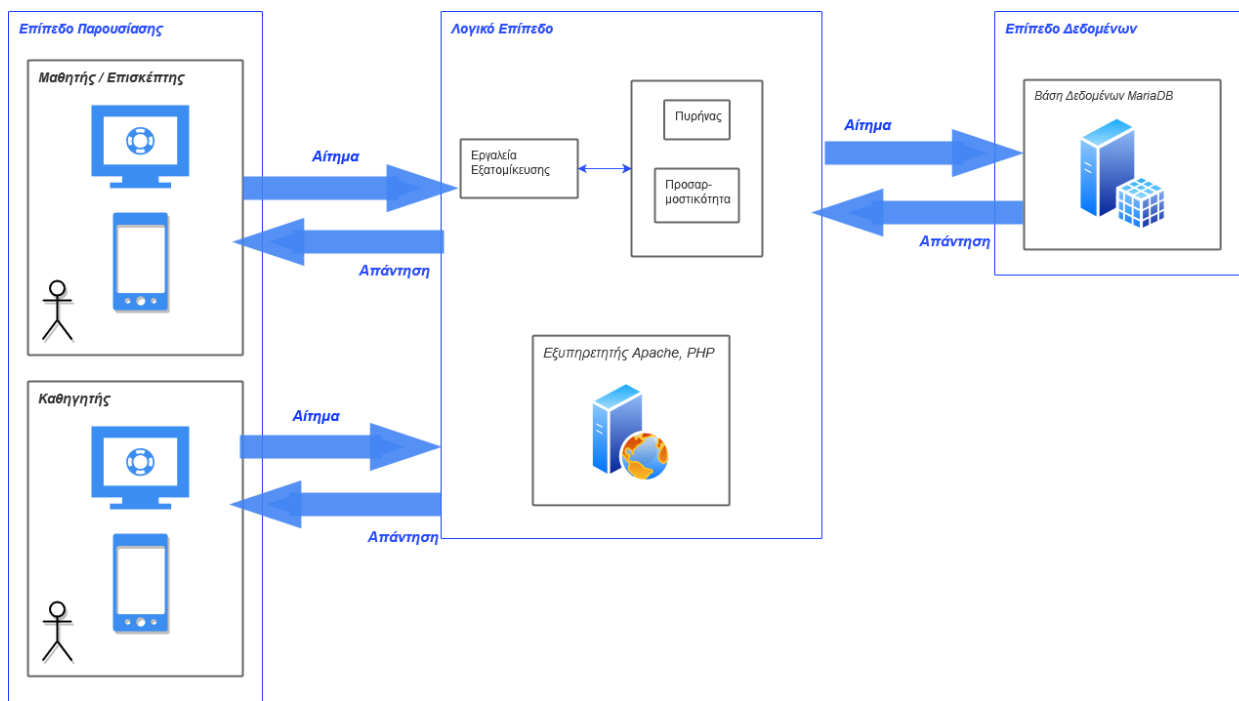 Επίπεδο Παρουσίασης
Μαθητής / Επισκέπτης
Καθηγητής
Αίτημα
Απάντηση
Αίτημα
Απάντηση
Λογικό Επίπεδο
Εργαλεία
Εξατομίκευσης
Πυρήνας
Προσαρ-
μοστικότητα
Εξυπηρετητής Apache, PHP
Αίτημα
Απάντηση
Επίπεδο Δεδομένων
Βάση Δεδομένων MariaDB